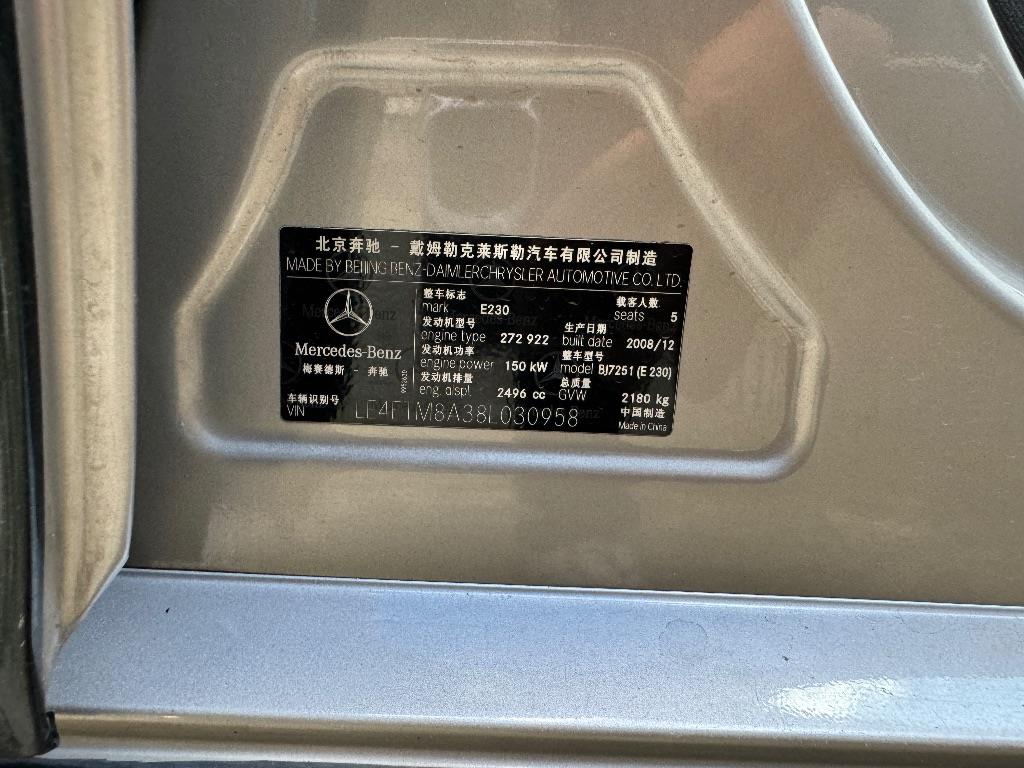 北京奔驰 - 戴姆勒克莱斯勒汽车有限公司制造
MADE BY BEIJING BENZ-DAIMLERCHRYSLER AUTOMOTIVE CO. LTD.
Mercedes-Benz
梅赛德斯 - 奔驰
整车标志
mark E230
载客人数
seats 5
发动机型号
engine type 272 922
生产日期
built date 2008/12
发动机功率
engine power 150 kW
整车型号
model BJ7251 (E 230)
发动机排量
eng. displ. 2496 cc
总质量
GVW 2180 kg
车辆识别号
VIN LE4F1M8A38L030958
中国制造
Made in China